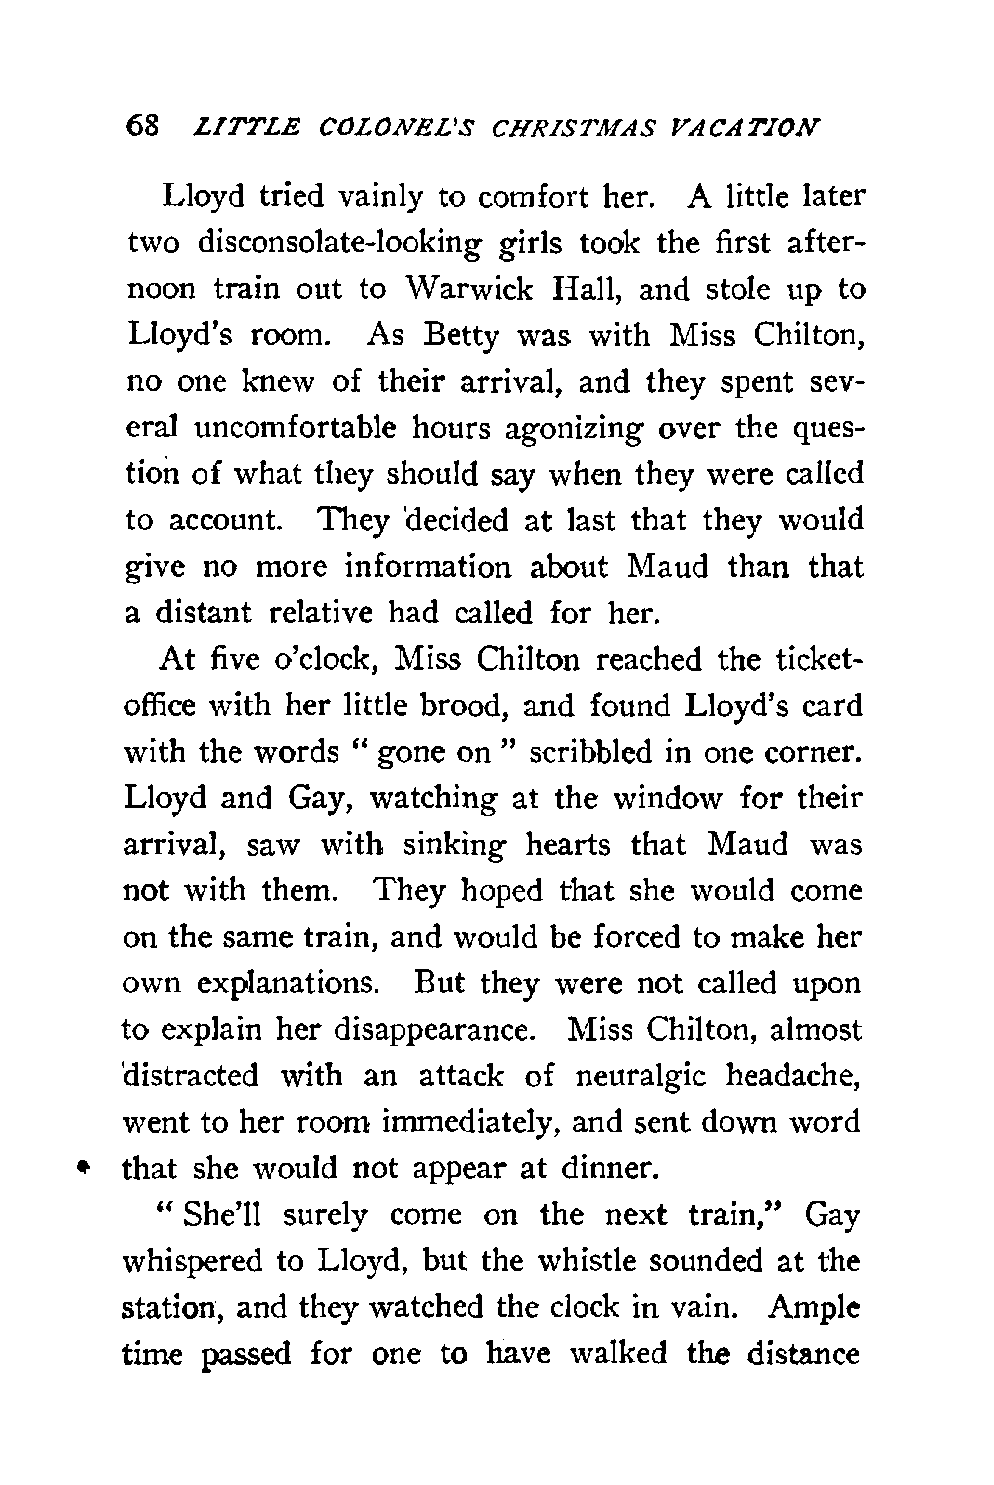 68 LITTLE COLONEL'S CHRISTMAS VACATION
Lloyd tried vainly to comfort her. A little later
two disconsolate-looking girls took the first after-
noon train out to Warwick Hall, and stole up to
Lloyd's room. As Betty was with Miss Chilton,
no one knew of their arrival, and they spent sev-
eral uncomfortable hours agonizing over the ques-
tion of what they should say when they were called
to account. They decided at last that they would
give no more information about Maud than that
a distant relative had called for her.
At five o'clock, Miss Chilton reached the ticket-
office with her little brood, and found Lloyd's card
with the words " gone on " scribbled in one corner.
Lloyd and Gay, watching at the window for their
arrival, saw with sinking hearts that Maud was
not with them. They hoped that she would come
on the same train, and would be forced to make her
own explanations. But they were not called upon
to explain her disappearance. Miss Chilton, almost
distracted with an attack of neuralgic headache,
went to her room immediately, and sent down word
that she would not appear at dinner.
" She'll surely come on the next train," Gay
whispered to Lloyd, but the whistle sounded at the
station, and they watched the clock in vain. Ample
time passed for one to have walked the distance